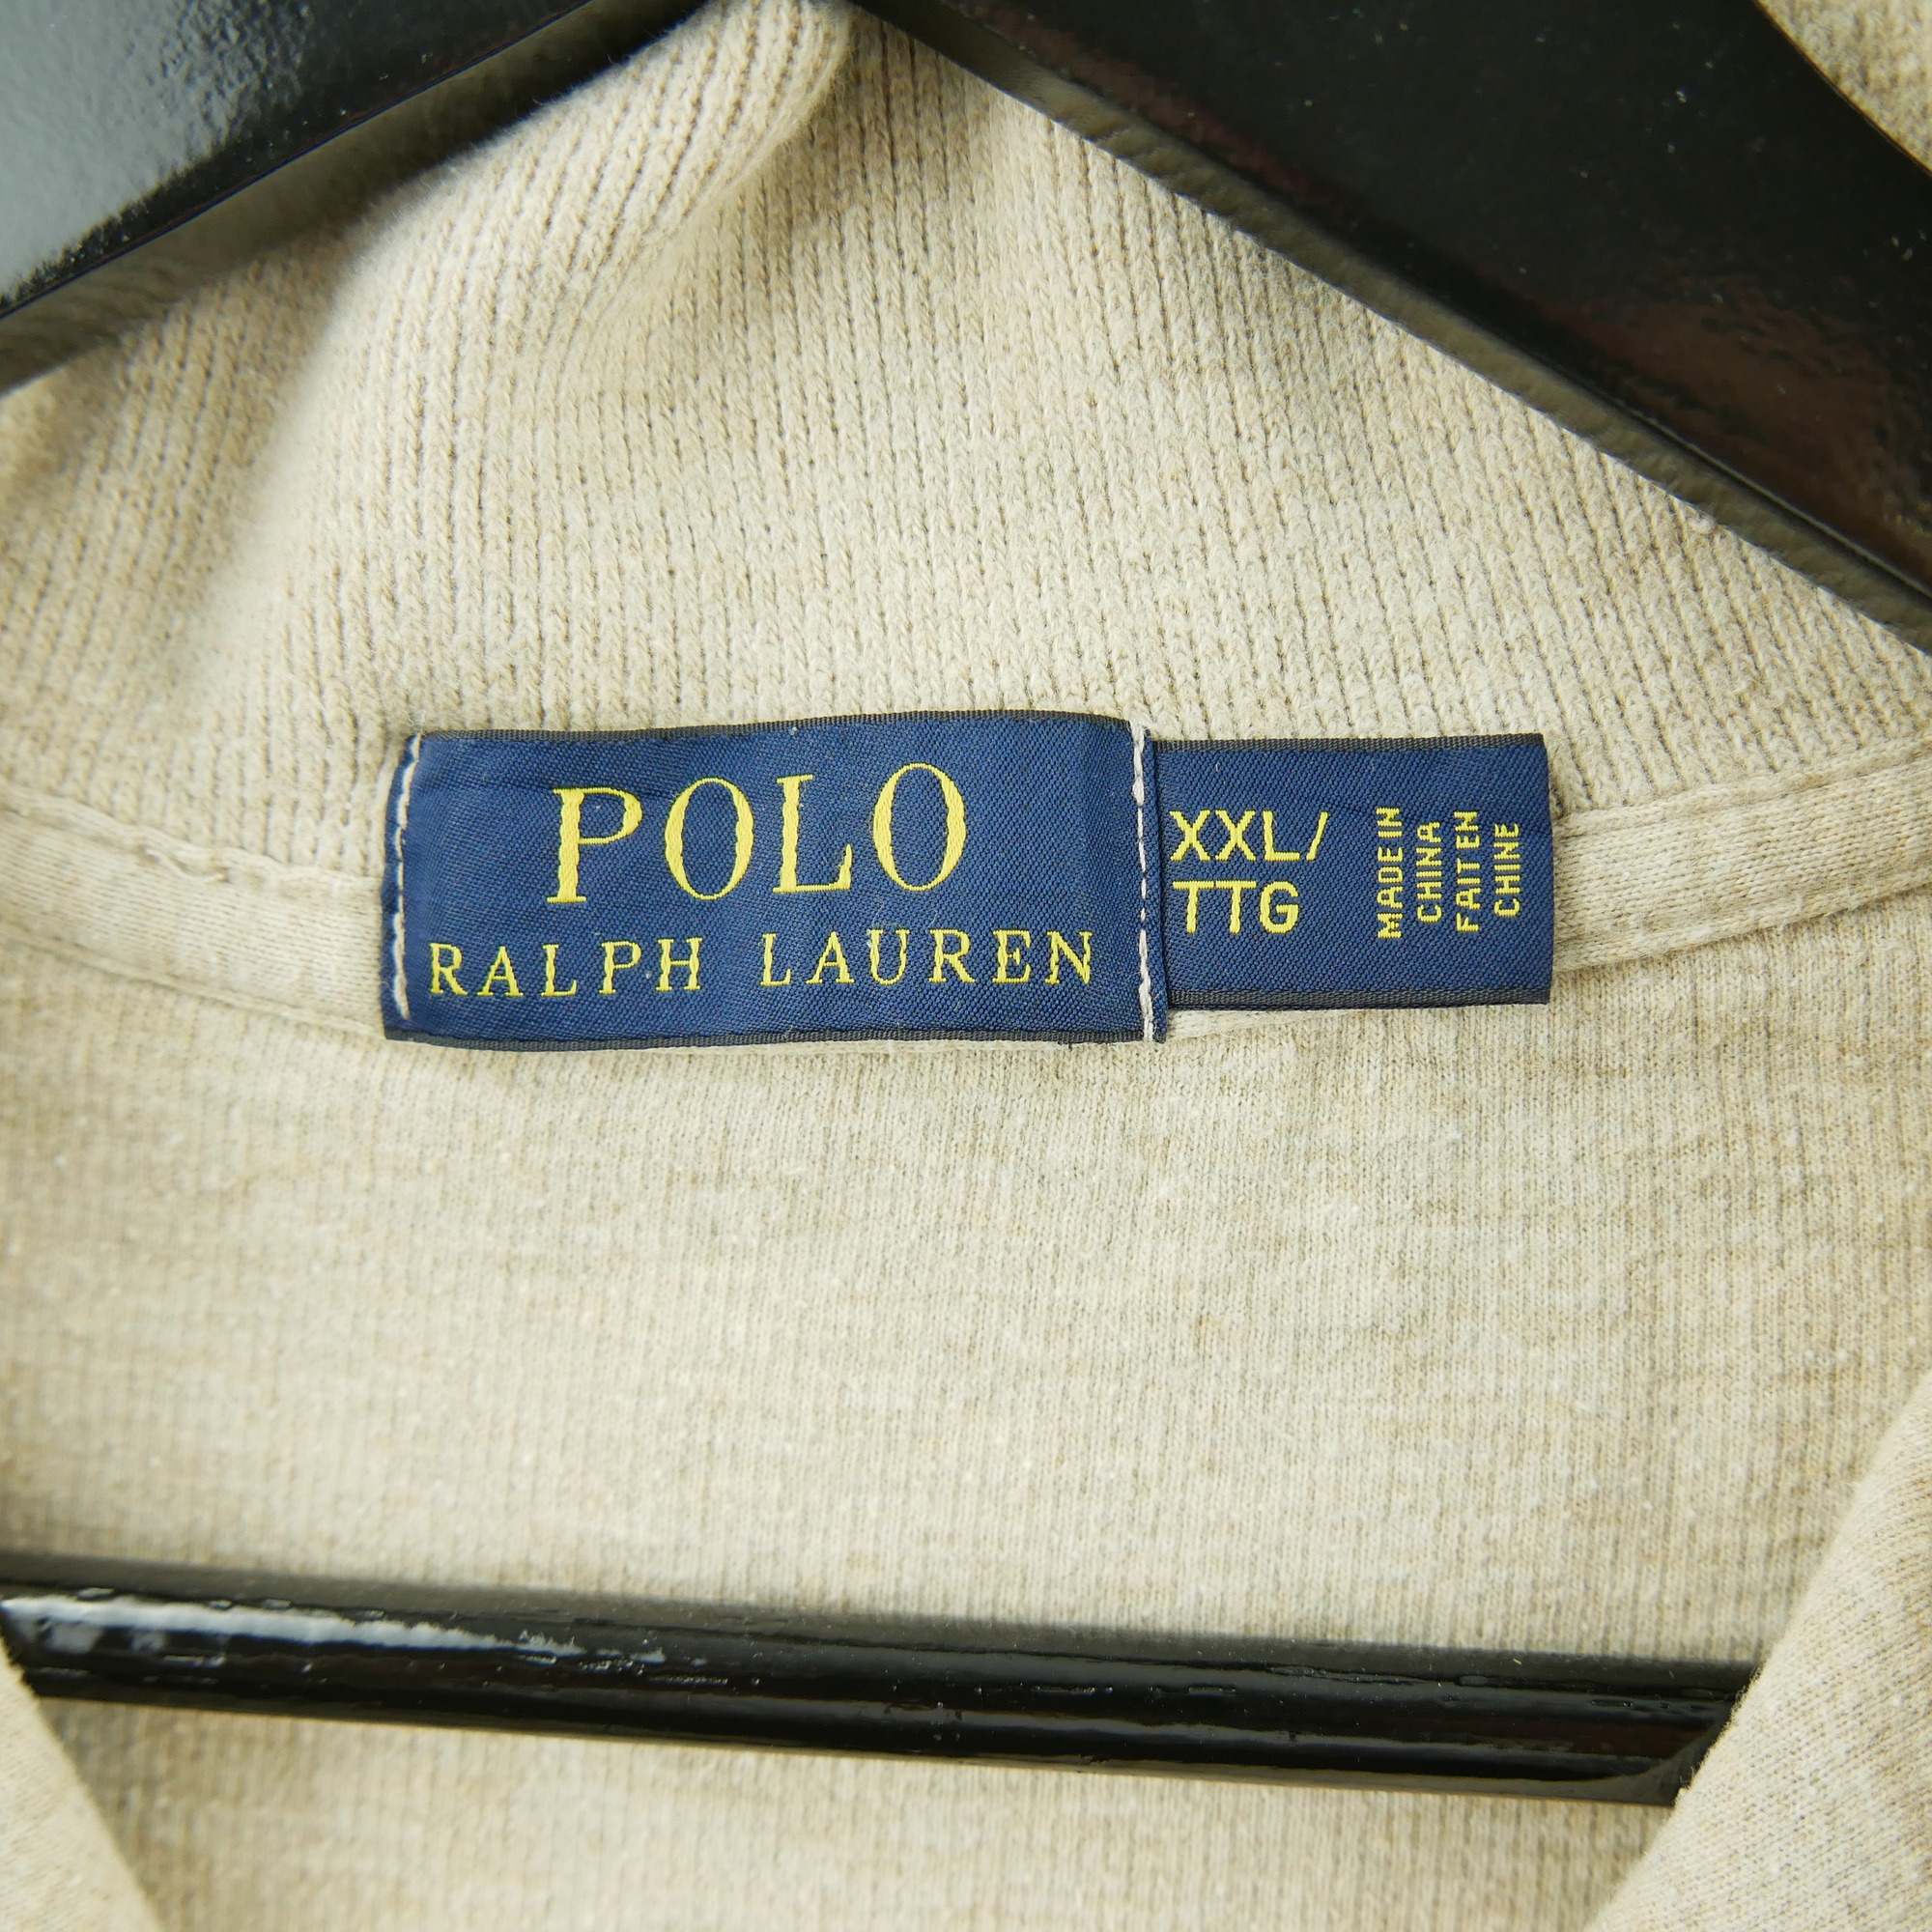 POLO
RALPH LAUREN
XXL/
TTG
MADE IN
CHINA
FAIT EN
CHINE